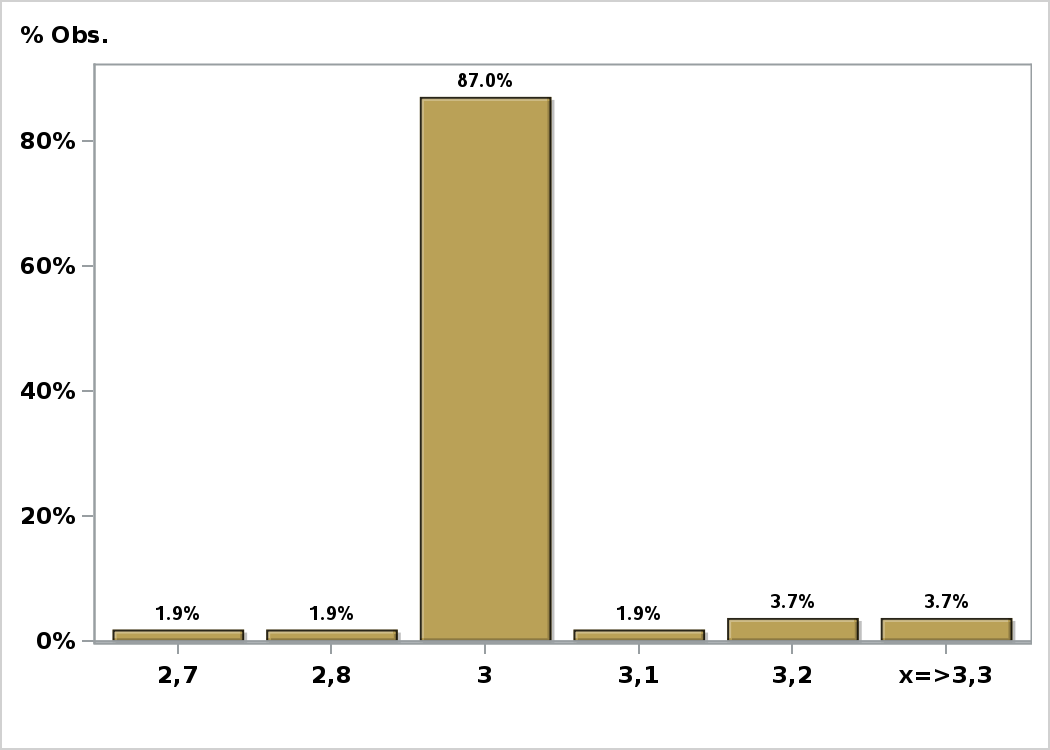 % Obs.
87.0%
80%
60%
40%
20%
1.9% 1.9% 1.9% 3.7% 3.7%
0%
2,7 2,8 3 3,1 3,2 x=>3,3